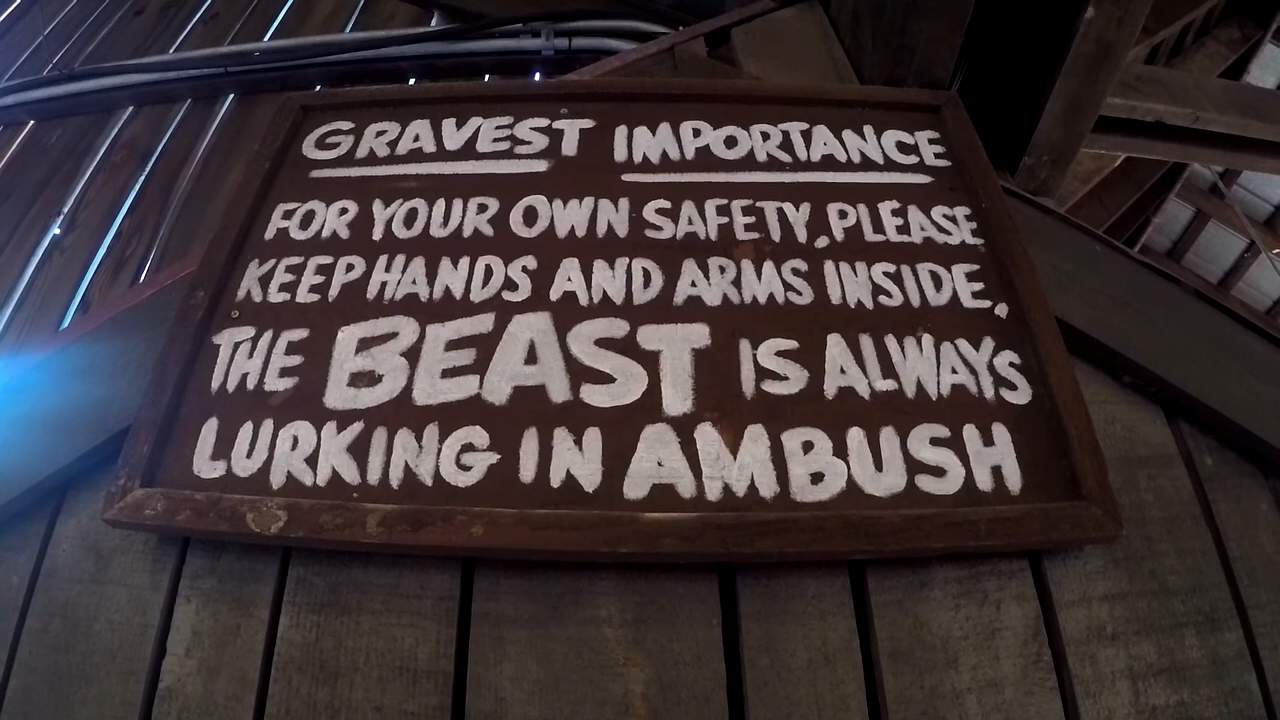 GRAVEST IMPORTANCE
FOR YOUR OWN SAFETY, PLEASE
KEEP HANDS AND ARMS INSIDE,
THE BEAST IS ALWAYS
LURKING IN AMBUSH